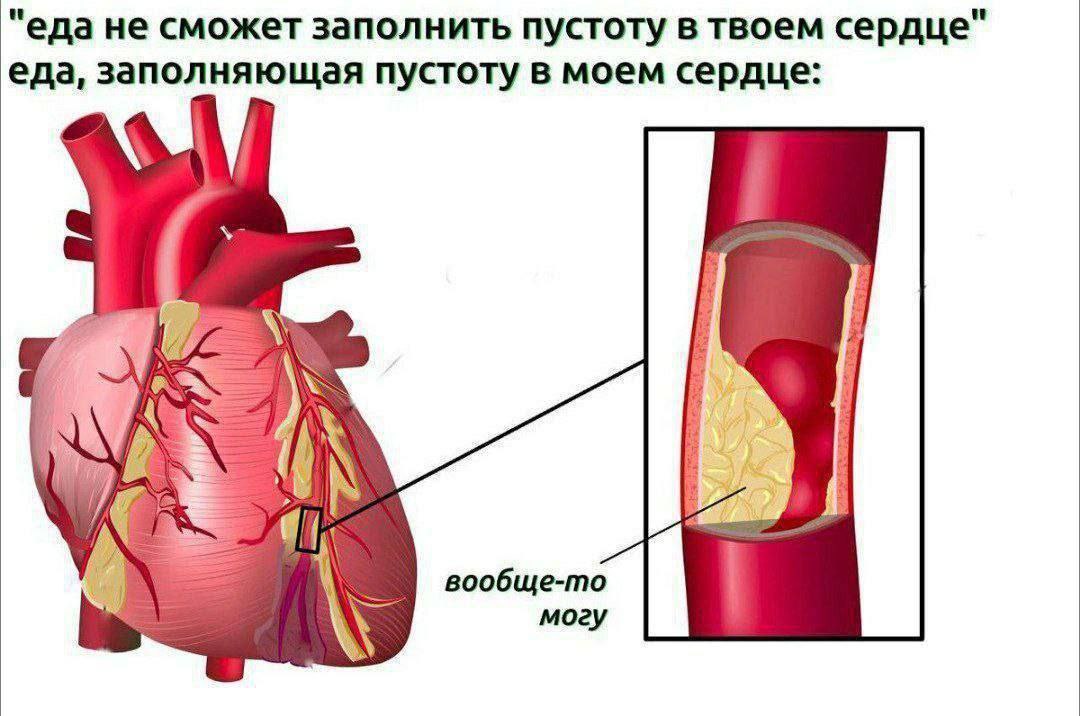 "еда не сможет заполнить пустоту в твоем сердце"
еда, заполняющая пустоту в моем сердце:
вообще-то
могу